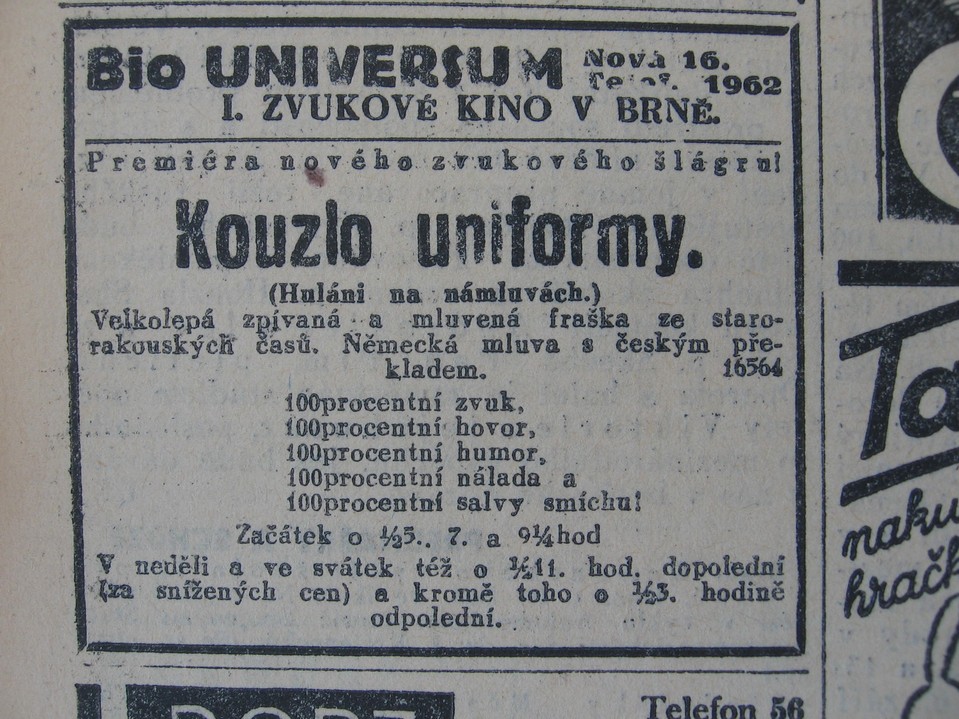 Bio UNIVERSUM Nová 16.
Telef. 1962
I. ZVUKOVÉ KINO V BRNĚ.
Premiéra nového zvukového šlágru!
Kouzlo uniformy.
(Huláni na námluvách.)
Velkolepá zpívaná a mluvená fraška ze staro-
rakouských časů. Německá mluva s českým pře-
kladem. 16564
100procentní zvuk,
100procentní hovor,
100procentní humor,
100procentní nálada a
100procentní salvy smíchu!
Začátek o ½5.. 7. a 9¼hod
V neděli a ve svátek též o ½11. hod. dopolední
(za snížených cen) a kromě toho o ½3. hodině
odpolední.
Telefon 56
Ta
naku
hračk